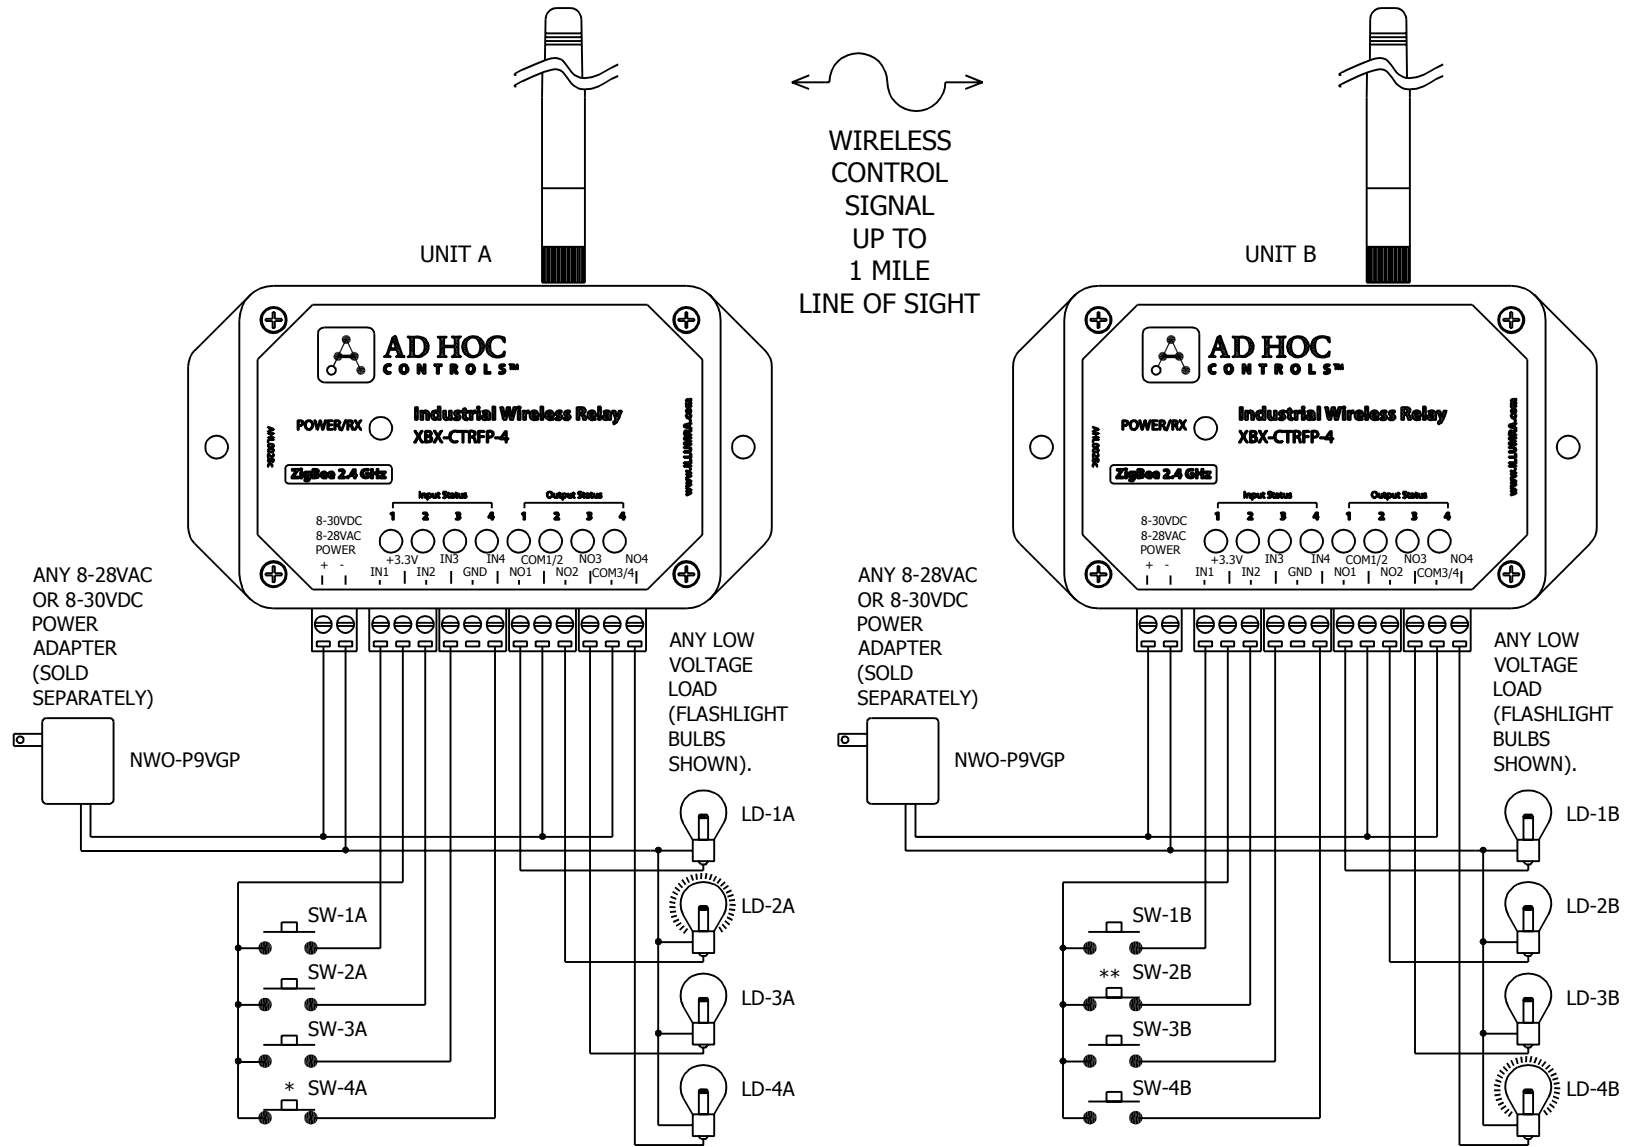 WIRELESS
CONTROL
SIGNAL
UP TO
1 MILE
LINE OF SIGHT
UNIT A
AD HOC
CONTROLS™
POWER/RX
Industrial Wireless Relay
XBX-CTRFP-4
www.ILLUMRA.com
ZigBee 2.4 GHz
Input Status
Output Status
1 2 3 4 1 2 3 4
8-30VDC
8-28VAC
POWER
+ -
+3.3V IN3 IN4 COM1/2 NO3 NO4
IN1 IN2 GND NO1 NO2 COM3/4
ANY 8-28VAC
OR 8-30VDC
POWER
ADAPTER
(SOLD
SEPARATELY)
NWO-P9VGP
ANY LOW
VOLTAGE
LOAD
(FLASHLIGHT
BULBS
SHOWN).
LD-1A
LD-2A
LD-3A
LD-4A
SW-1A
SW-2A
SW-3A
* SW-4A
UNIT B
AD HOC
CONTROLS™
POWER/RX
Industrial Wireless Relay
XBX-CTRFP-4
www.ILLUMRA.com
ZigBee 2.4 GHz
Input Status
Output Status
1 2 3 4 1 2 3 4
8-30VDC
8-28VAC
POWER
+ -
+3.3V IN3 IN4 COM1/2 NO3 NO4
IN1 IN2 GND NO1 NO2 COM3/4
ANY 8-28VAC
OR 8-30VDC
POWER
ADAPTER
(SOLD
SEPARATELY)
NWO-P9VGP
ANY LOW
VOLTAGE
LOAD
(FLASHLIGHT
BULBS
SHOWN).
LD-1B
LD-2B
LD-3B
LD-4B
SW-1B
** SW-2B
SW-3B
SW-4B